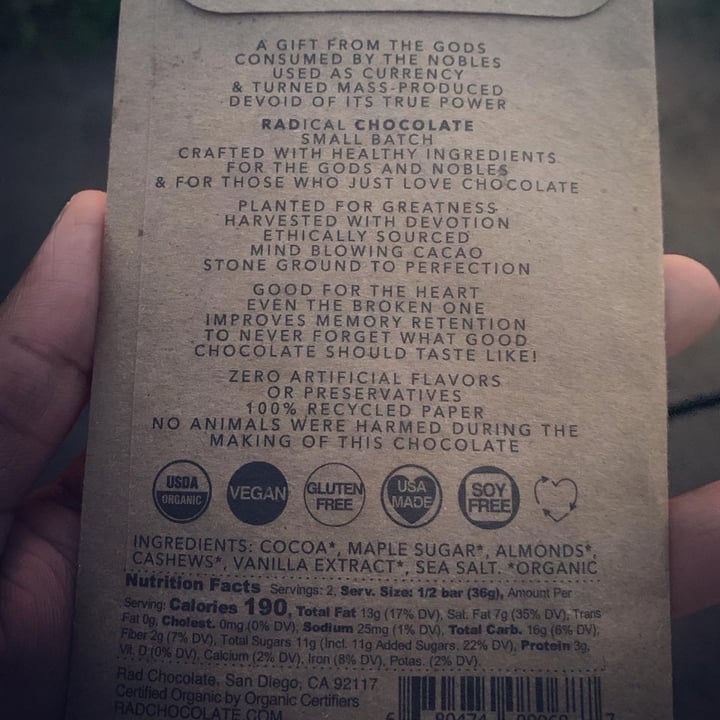 A GIFT FROM THE GODS
CONSUMED BY THE NOBLES
USED AS CURRENCY
& TURNED MASS-PRODUCED
DEVOID OF ITS TRUE POWER
RADICAL CHOCOLATE
SMALL BATCH
CRAFTED WITH HEALTHY INGREDIENTS
FOR THE GODS AND NOBLES
& FOR THOSE WHO JUST LOVE CHOCOLATE
PLANTED FOR GREATNESS
HARVESTED WITH DEVOTION
ETHICALLY SOURCED
MIND BLOWING CACAO
STONE GROUND TO PERFECTION
GOOD FOR THE HEART
EVEN THE BROKEN ONE
IMPROVES MEMORY RETENTION
TO NEVER FORGET WHAT GOOD
CHOCOLATE SHOULD TASTE LIKE!
ZERO ARTIFICIAL FLAVORS
OR PRESERVATIVES
100% RECYCLED PAPER
NO ANIMALS WERE HARMED DURING THE
MAKING OF THIS CHOCOLATE
USDA
ORGANIC
VEGAN
GLUTEN
FREE
USA
MADE
SOY
FREE
INGREDIENTS: COCOA*, MAPLE SUGAR*, ALMONDS*,
CASHEWS*, VANILLA EXTRACT*, SEA SALT. *ORGANIC
Nutrition Facts Servings: 2, Serv. Size: 1/2 bar (36g), Amount Per
Serving: Calories 190, Total Fat 13g (17% DV), Sat. Fat 7g (35% DV), Trans
Fat 0g, Cholest. 0mg (0% DV), Sodium 25mg (1% DV), Total Carb. 16g (6% DV),
Fiber 2g (7% DV), Total Sugars 11g (Incl. 11g Added Sugars, 22% DV), Protein 3g,
Vit. D (0% DV), Calcium (2% DV), Iron (8% DV), Potas. (2% DV).
Rad Chocolate. San Diego, CA 92117
Certified Organic by Organic Certifiers
RADCHOCOLATE.COM